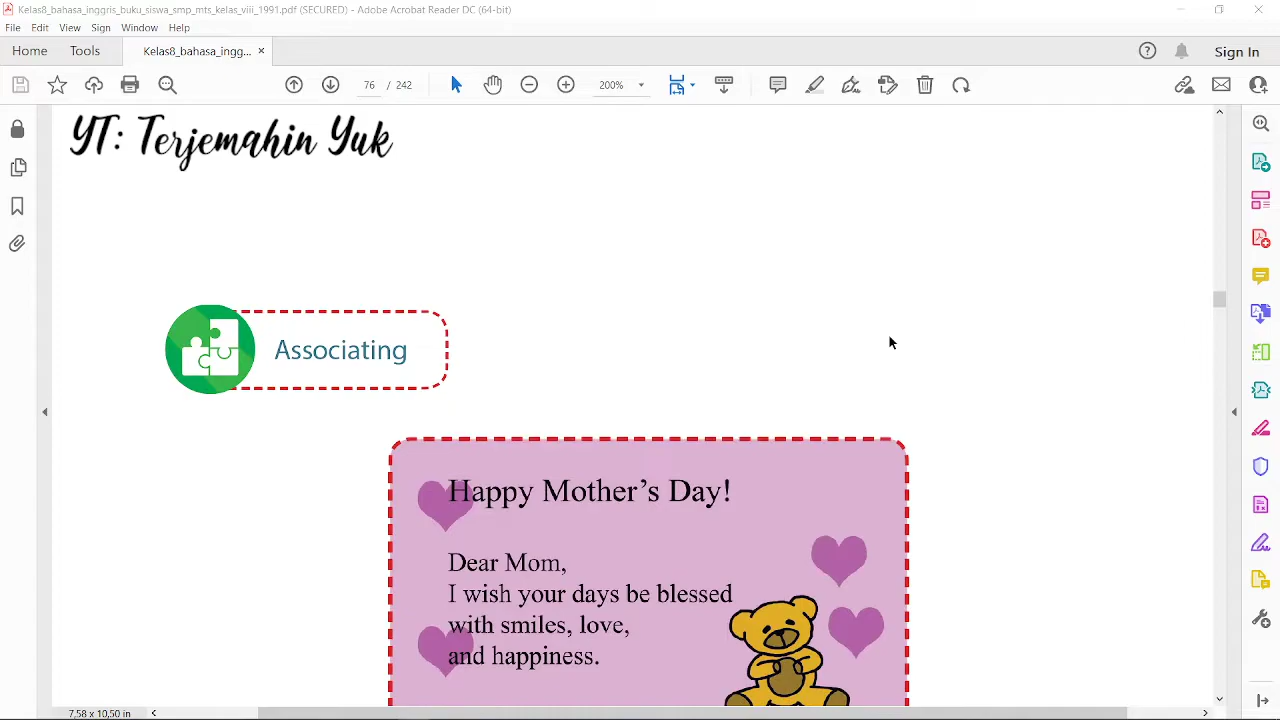 Kelas8_bahasa_inggris_buku_siswa_smp_mts_kelas_viii_1991.pdf (SECURED) - Adobe Acrobat Reader DC (64-bit)
File Edit View Sign Window Help
Home Tools Kelas8_bahasa_ingg... × Sign In
76 / 242 200%
YT: Terjemahin Yuk
Associating
Happy Mother's Day!
Dear Mom,
I wish your days be blessed
with smiles, love,
and happiness.
7,58 x 10,50 in